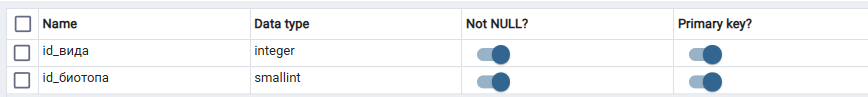 Name Data type Not NULL? Primary key?
id_вида integer
id_биотопа smallint